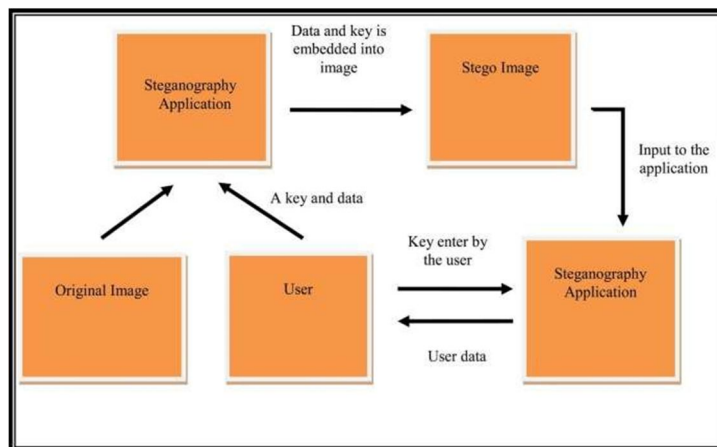 Data and key is
embedded into
image
Steganography
Application
Stego Image
Input to the
application
A key and data
Key enter by
the user
Original Image
User
Steganography
Application
User data